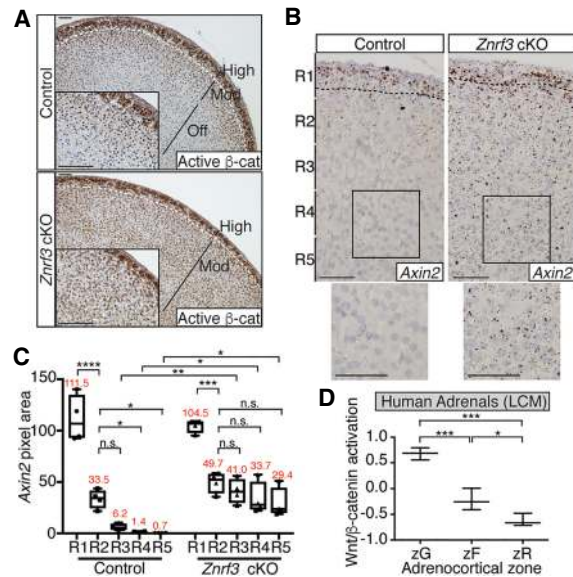 A
Control
High
Mod
Off
Active β-cat
Znrf3 cKO
High
Mod
Active β-cat
B
Control
Znrf3 cKO
R1
R2
R3
R4
R5
Axin2
Axin2
C
Axin2 pixel area
150
100
50
0
111.5
****
33.5
*
*
n.s.
6.2
1.4
0.7
*
*
**
***
104.5
n.s.
n.s.
n.s.
49.7
41.0
33.7
29.4
R1 R2 R3 R4 R5 R1 R2 R3 R4 R5
Control Znrf3 cKO
D
Human Adrenals (LCM)
Wnt/β-catenin activation
***
*** *
1.0
0.5
-0.0
-0.5
-1.0
zG zF zR
Adrenocortical zone